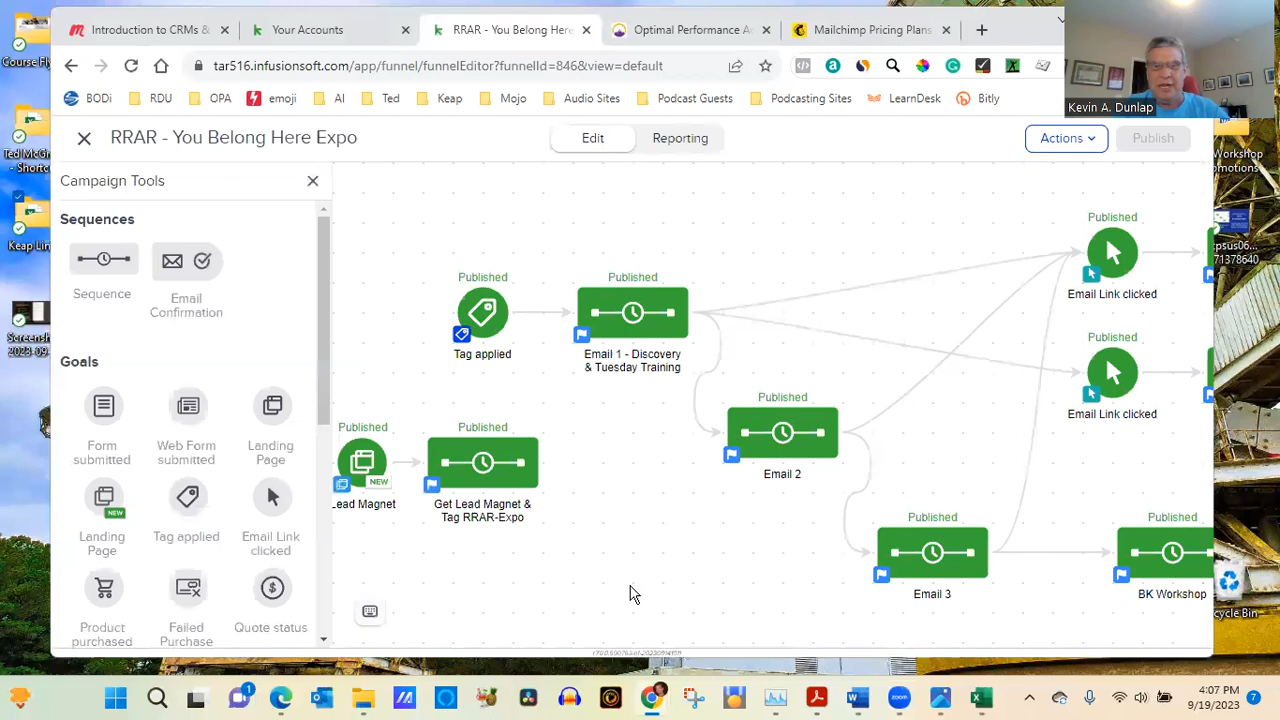 Introduction to CRMs &
Your Accounts
RRAR - You Belong Here
Optimal Performance A
Mailchimp Pricing Plans
tar516.infusionsoft.com/app/funnel/funnelEditor?funnelId=846&view=default
BODi
RDU
OPA
emoji
AI
Ted
Keap
Mojo
Audio Sites
Podcast Guests
Podcasting Sites
LearnDesk
Bitly
Kevin A. Dunlap
RRAR - You Belong Here Expo
Edit
Reporting
Actions
Publish
Campaign Tools
Sequences
Sequence
Email
Confirmation
Goals
Form
submitted
Web Form
submitted
Landing
Page
NEW
Landing
Page
Tag applied
Email Link
clicked
Product
purchased
Failed
Purchase
Quote status
Published
Tag applied
Published
Email 1 - Discovery
& Tuesday Training
Published
Email Link clicked
Published
Email Link clicked
Published
Email 2
Published
NEW
Lead Magnet
Published
Get Lead Magnet &
Tag RRAR-Expo
Published
Email 3
Published
BK Workshop
Course Fly
Ted McGr
- Shortc
Keap Lin
Screensh
2023-09
Workshop
omotions
cpsus06
71378640
cycle Bin
1
4:07 PM
9/19/2023
7